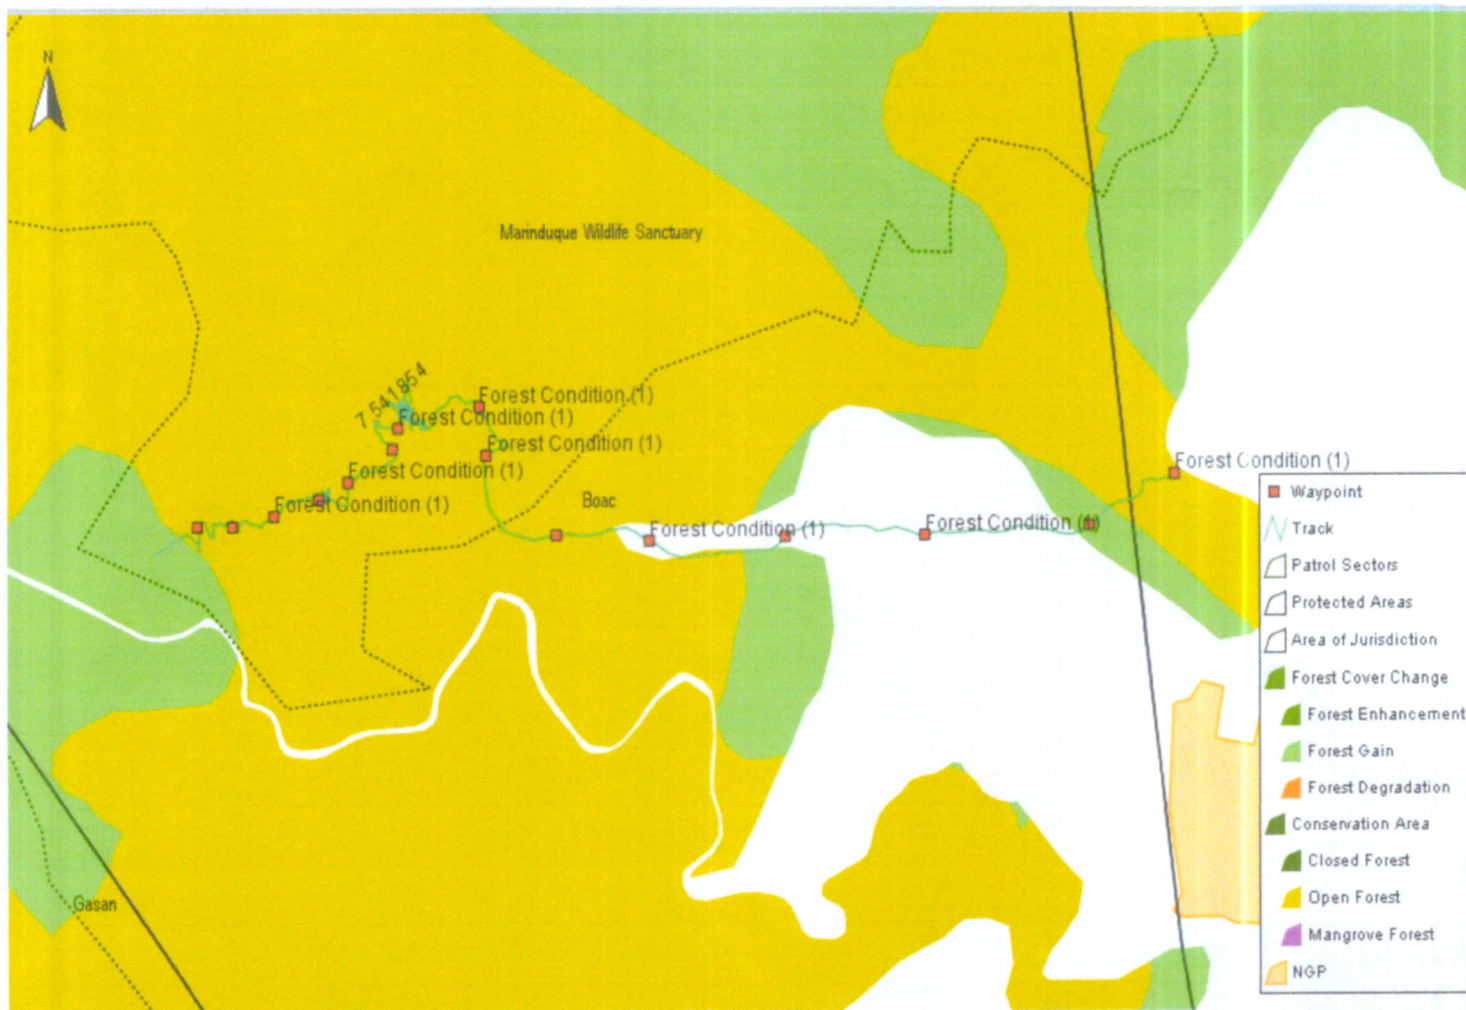 N
Marinduque Wildlife Sanctuary
7 541854
Forest Condition (1)
Forest Condition (1)
Forest Condition (1)
Forest Condition (1)
Forest Condition (1)
Boac
Forest Condition (1)
Forest Condition (1)
Forest Condition (1)
Gasan
Waypoint
Track
Patrol Sectors
Protected Areas
Area of Jurisdiction
Forest Cover Change
Forest Enhancement
Forest Gain
Forest Degradation
Conservation Area
Closed Forest
Open Forest
Mangrove Forest
NGP